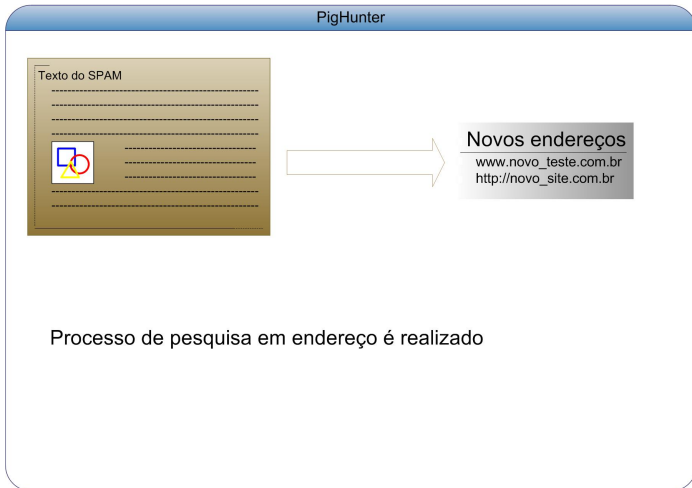 PigHunter
Texto do SPAM
Novos endereços
www.novo_teste.com.br
http://novo_site.com.br
Processo de pesquisa em endereço é realizado